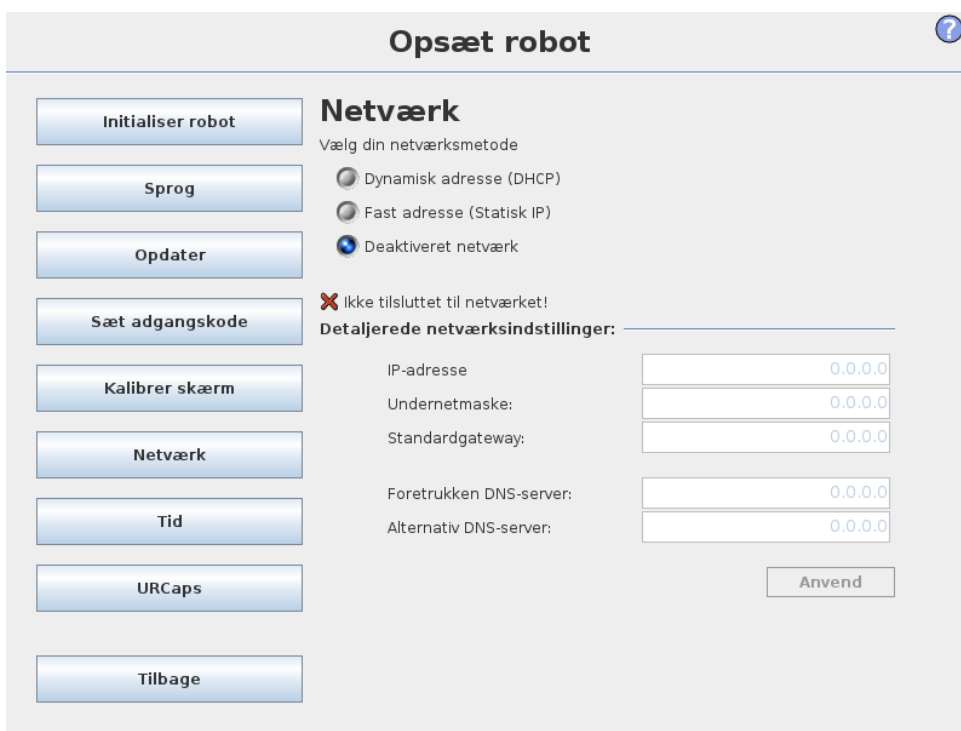 Opsæt robot
?
Initialiser robot
Sprog
Opdater
Sæt adgangskode
Kalibrer skærm
Netværk
Tid
URCaps
Tilbage
Netværk
Vælg din netværksmetode
Dynamisk adresse (DHCP)
Fast adresse (Statisk IP)
Deaktiveret netværk
Ikke tilsluttet til netværket!
Detaljerede netværksindstillinger:
IP-adresse 0.0.0.0
Undernetmaske: 0.0.0.0
Standardgateway: 0.0.0.0
Foretrukken DNS-server: 0.0.0.0
Alternativ DNS-server: 0.0.0.0
Anvend